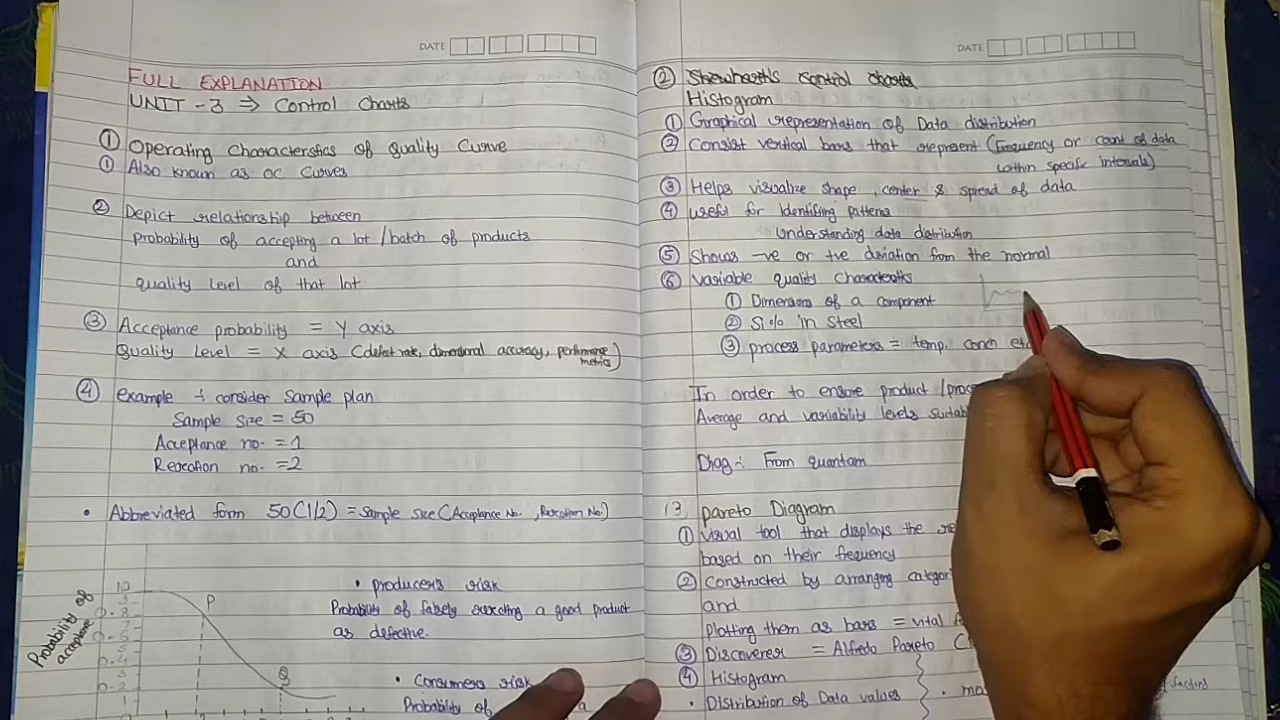 DATE
FULL EXPLANATION
UNIT -3 ⇒ Control Charts
① Operating Characterstics of Quality Curve
① Also known as OC Curves
② Depict relationship between
probability of accepting a lot /batch of products
and
quality level of that lot
③ Acceptance probability = Y axis
Quality Level = X axis (defect rate, dimensional accuracy, performance
metrics)
④ example ÷ consider sample plan
Sample size = 50
Acceptance no. = 1
Rejection no. = 2
• Abbreviated form 50(1/2) = Sample size (Acceptance No. , Rejection No.)
• producers risk
Probability of falsely rejecting a good product
as defective.
• Consumers risk
Probability of
a
Probability of
acceptance
P
Q
DATE
② Shewhart's Control charts
Histogram
① Graphical representation of Data distribution
② Consist vertical bars that represent (Frequency or count of data
within specific intervals)
③ Helps visualize shape, center & spread of data
④ useful for Identifing patterns
Understanding data distribution
⑤ Shows -ve or +ve deviation from the normal
⑥ variable quality
① Dimensions of a component
② Si% in Steel
③ process parameters = temp. etc
In order to ensure product /proc
Average and variability levels suitab
Diag ∴ From quantam
13 pareto Diagram
① visual tool that displays the re
based on their frequency
② Constructed by arranging categor
and
plotting them as bars = vital
③ Discoverer = Alfredo Pareto
④ Histogram
• Distribution of Data values
factors